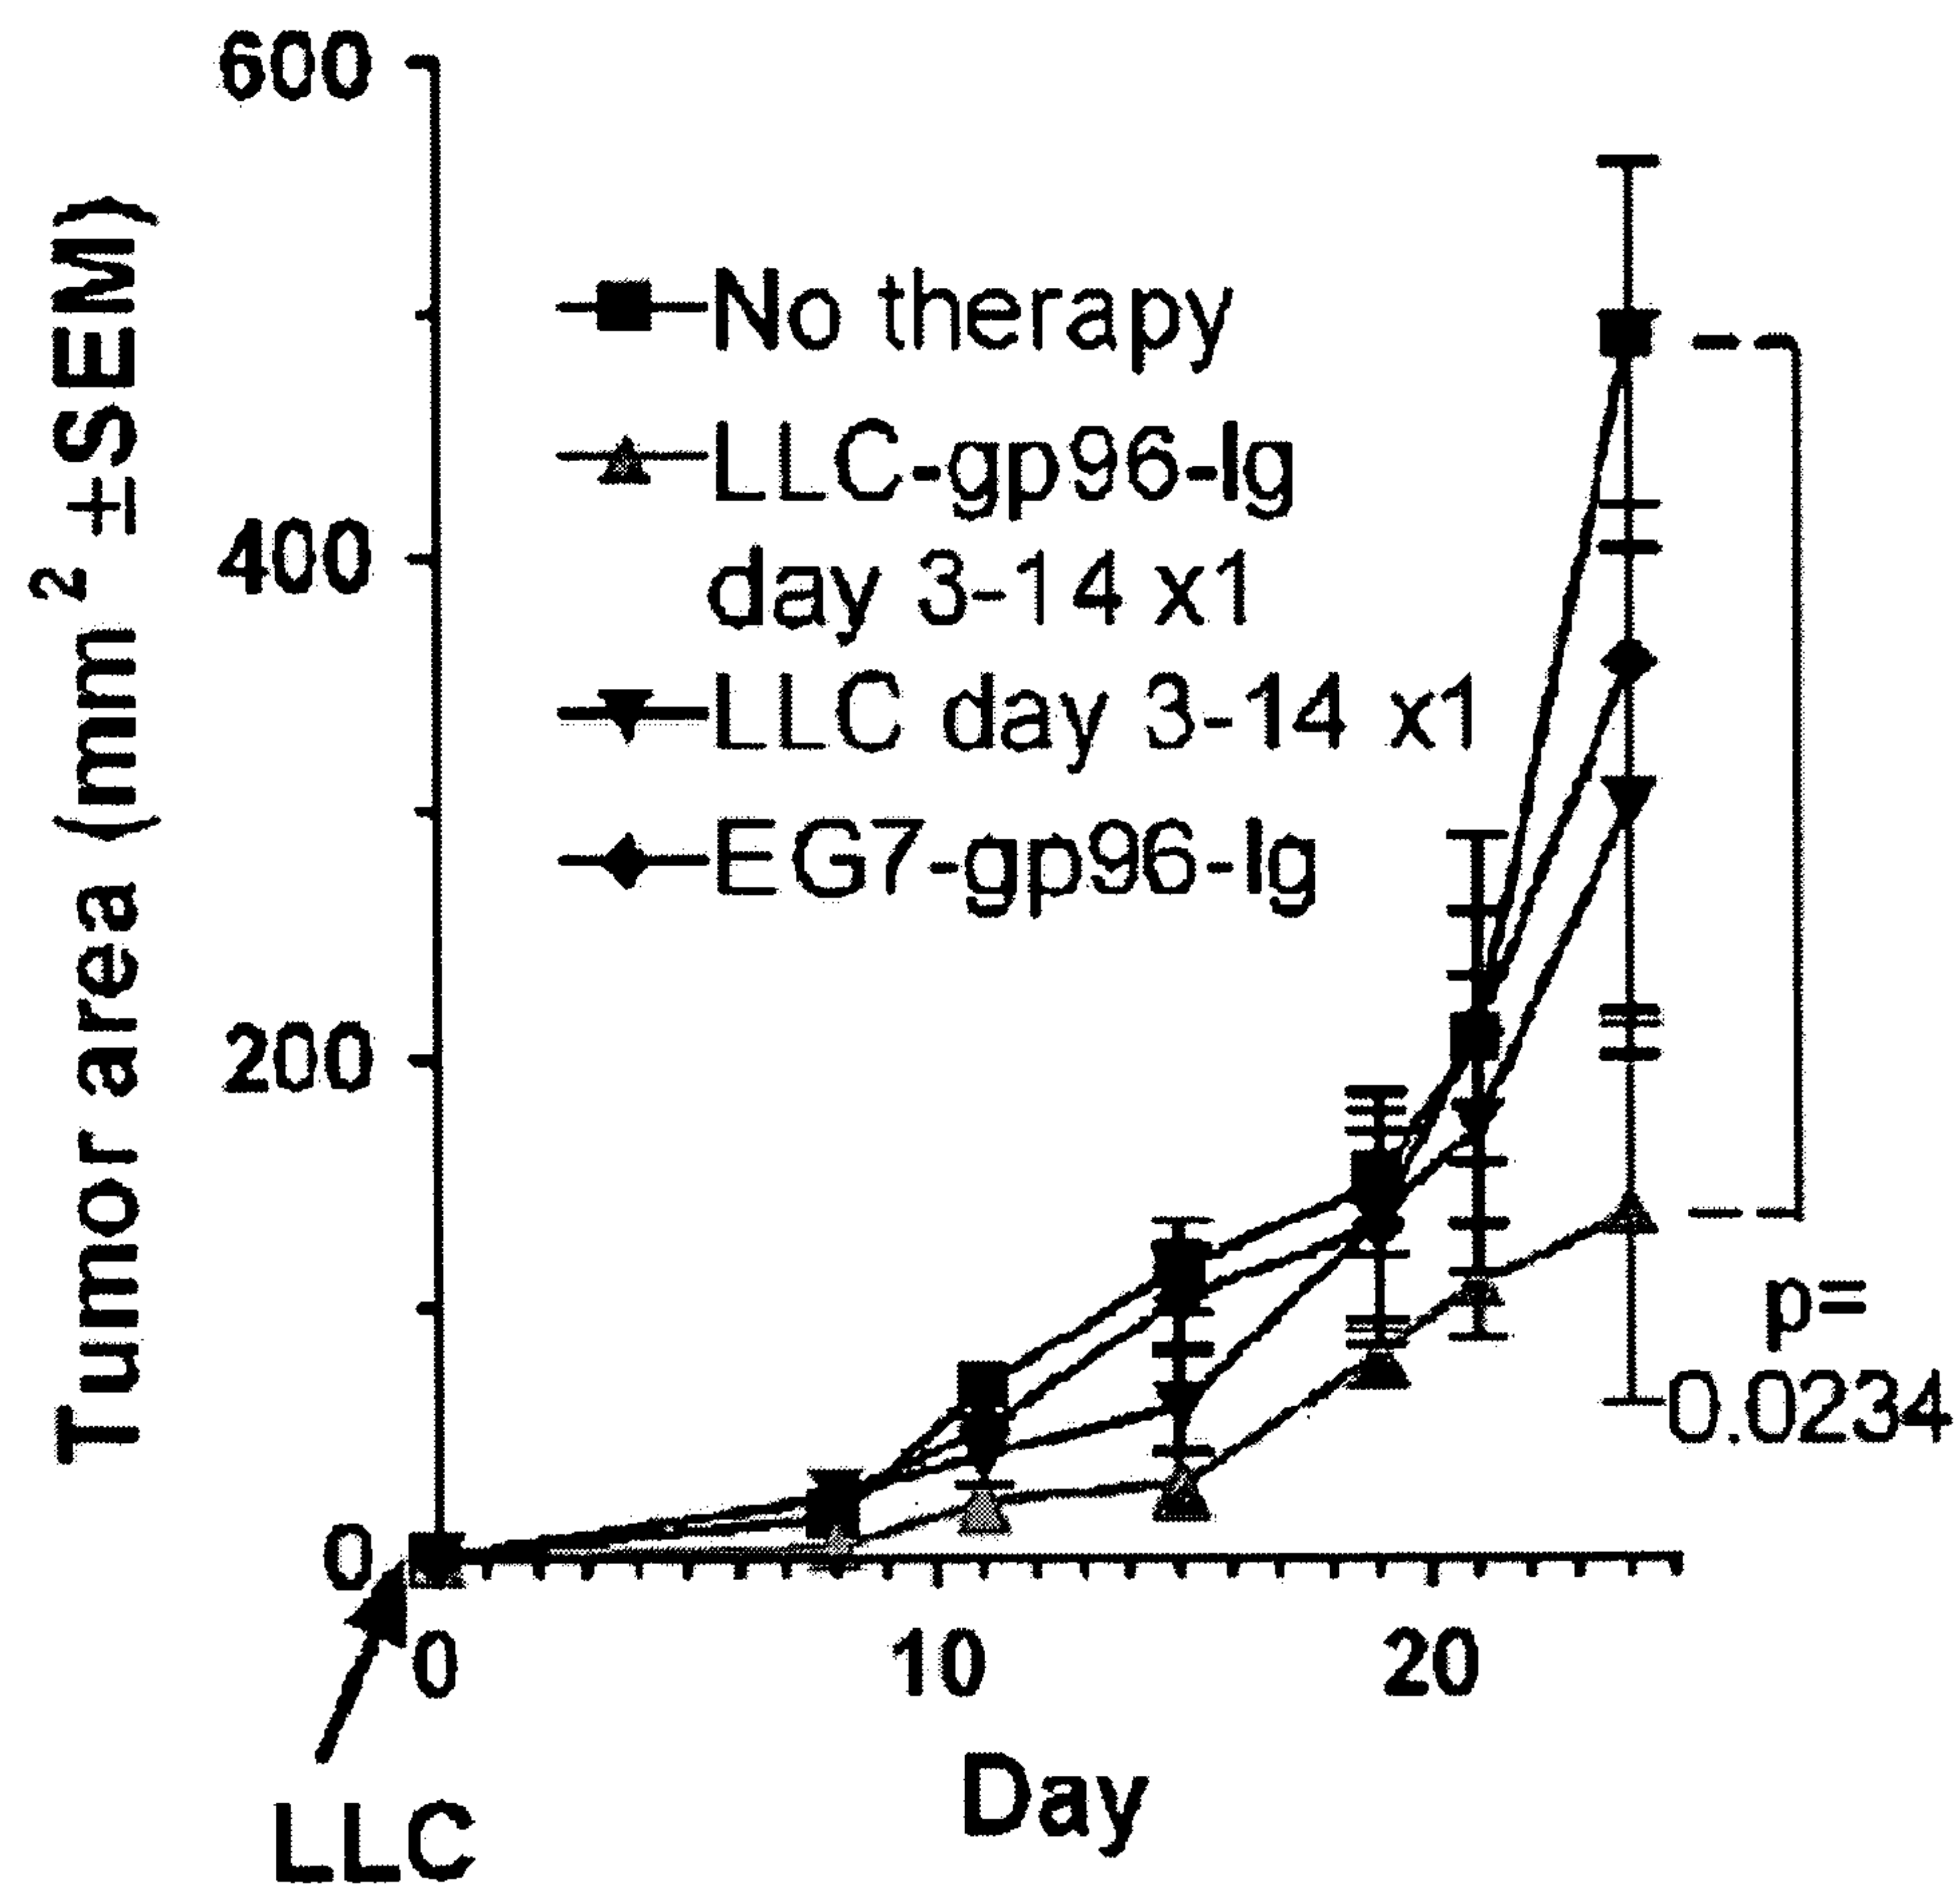 Tumor area (mm² ±SEM)
600
400
200
0
No therapy
LLC-gp96-Ig
day 3-14 x1
LLC day 3-14 x1
EG7-gp96-Ig
p=
0.0234
0 10 20
Day
LLC